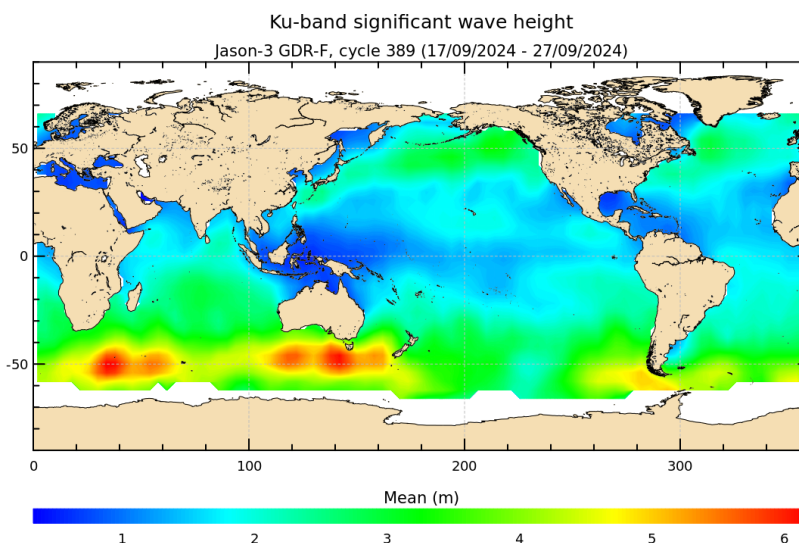 Ku-band significant wave height
Jason-3 GDR-F, cycle 389 (17/09/2024 - 27/09/2024)
50
0
-50
0 100 200 300
Mean (m)
1 2 3 4 5 6